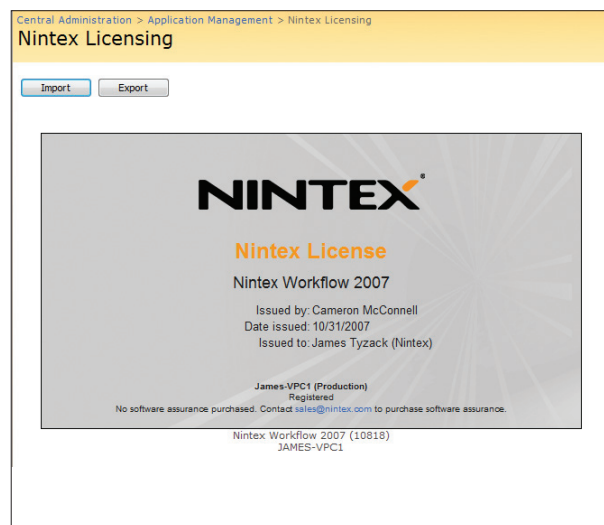 Central Administration > Application Management > Nintex Licensing
Nintex Licensing
Import Export
NINTEX®
Nintex License
Nintex Workflow 2007
Issued by: Cameron McConnell
Date issued: 10/31/2007
Issued to: James Tyzack (Nintex)
James-VPC1 (Production)
Registered
No software assurance purchased. Contact sales@nintex.com to purchase software assurance.
Nintex Workflow 2007 (10818)
JAMES-VPC1